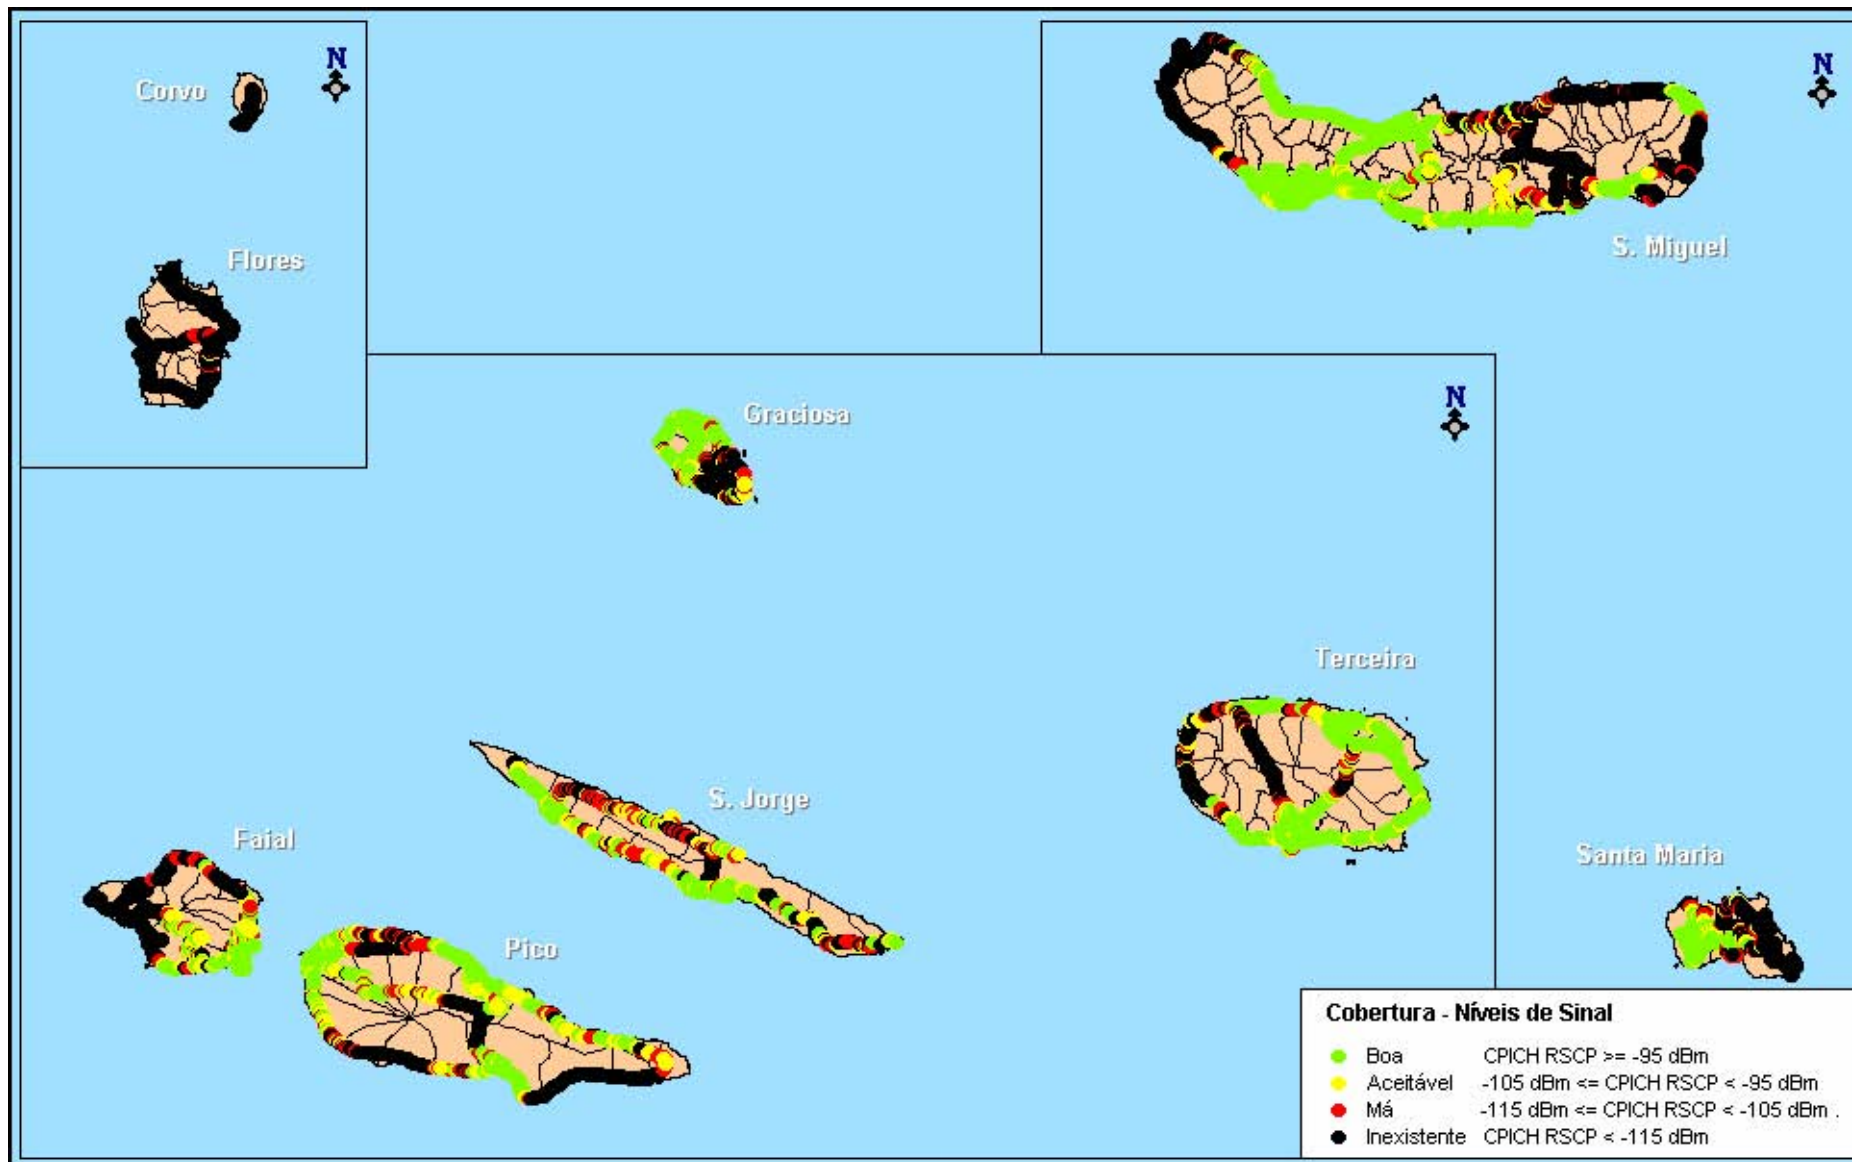 N
Corvo
Flores
N
S. Miguel
N
Graciosa
Terceira
S. Jorge
Faial
Pico
Santa Maria
Cobertura - Níveis de Sinal
Boa CPICH RSCP >= -95 dBm
Aceitável -105 dBm <= CPICH RSCP < -95 dBm
Má -115 dBm <= CPICH RSCP < -105 dBm .
Inexistente CPICH RSCP < -115 dBm